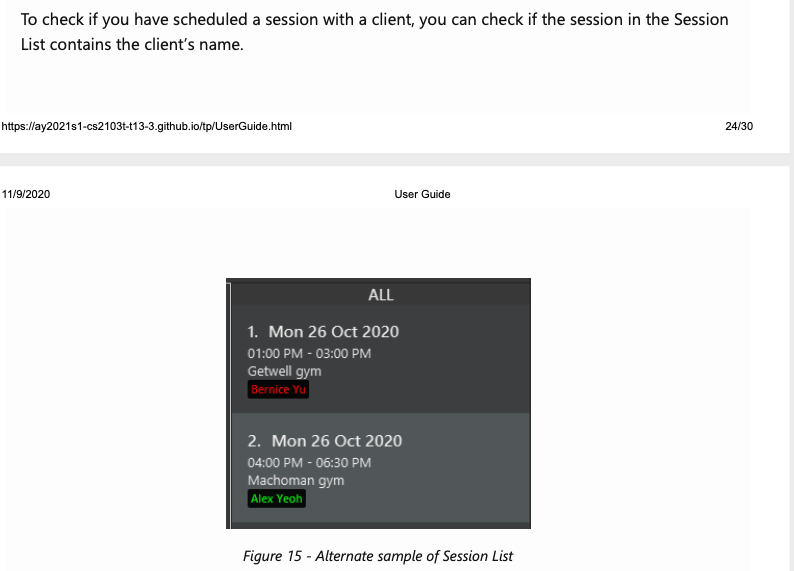 To check if you have scheduled a session with a client, you can check if the session in the Session
List contains the client’s name.
https://ay2021s1-cs2103t-t13-3.github.io/tp/UserGuide.html 24/30
11/9/2020 User Guide
ALL
1. Mon 26 Oct 2020
01:00 PM - 03:00 PM
Getwell gym
Bernice Yu
2. Mon 26 Oct 2020
04:00 PM - 06:30 PM
Machoman gym
Alex Yeoh
Figure 15 - Alternate sample of Session List